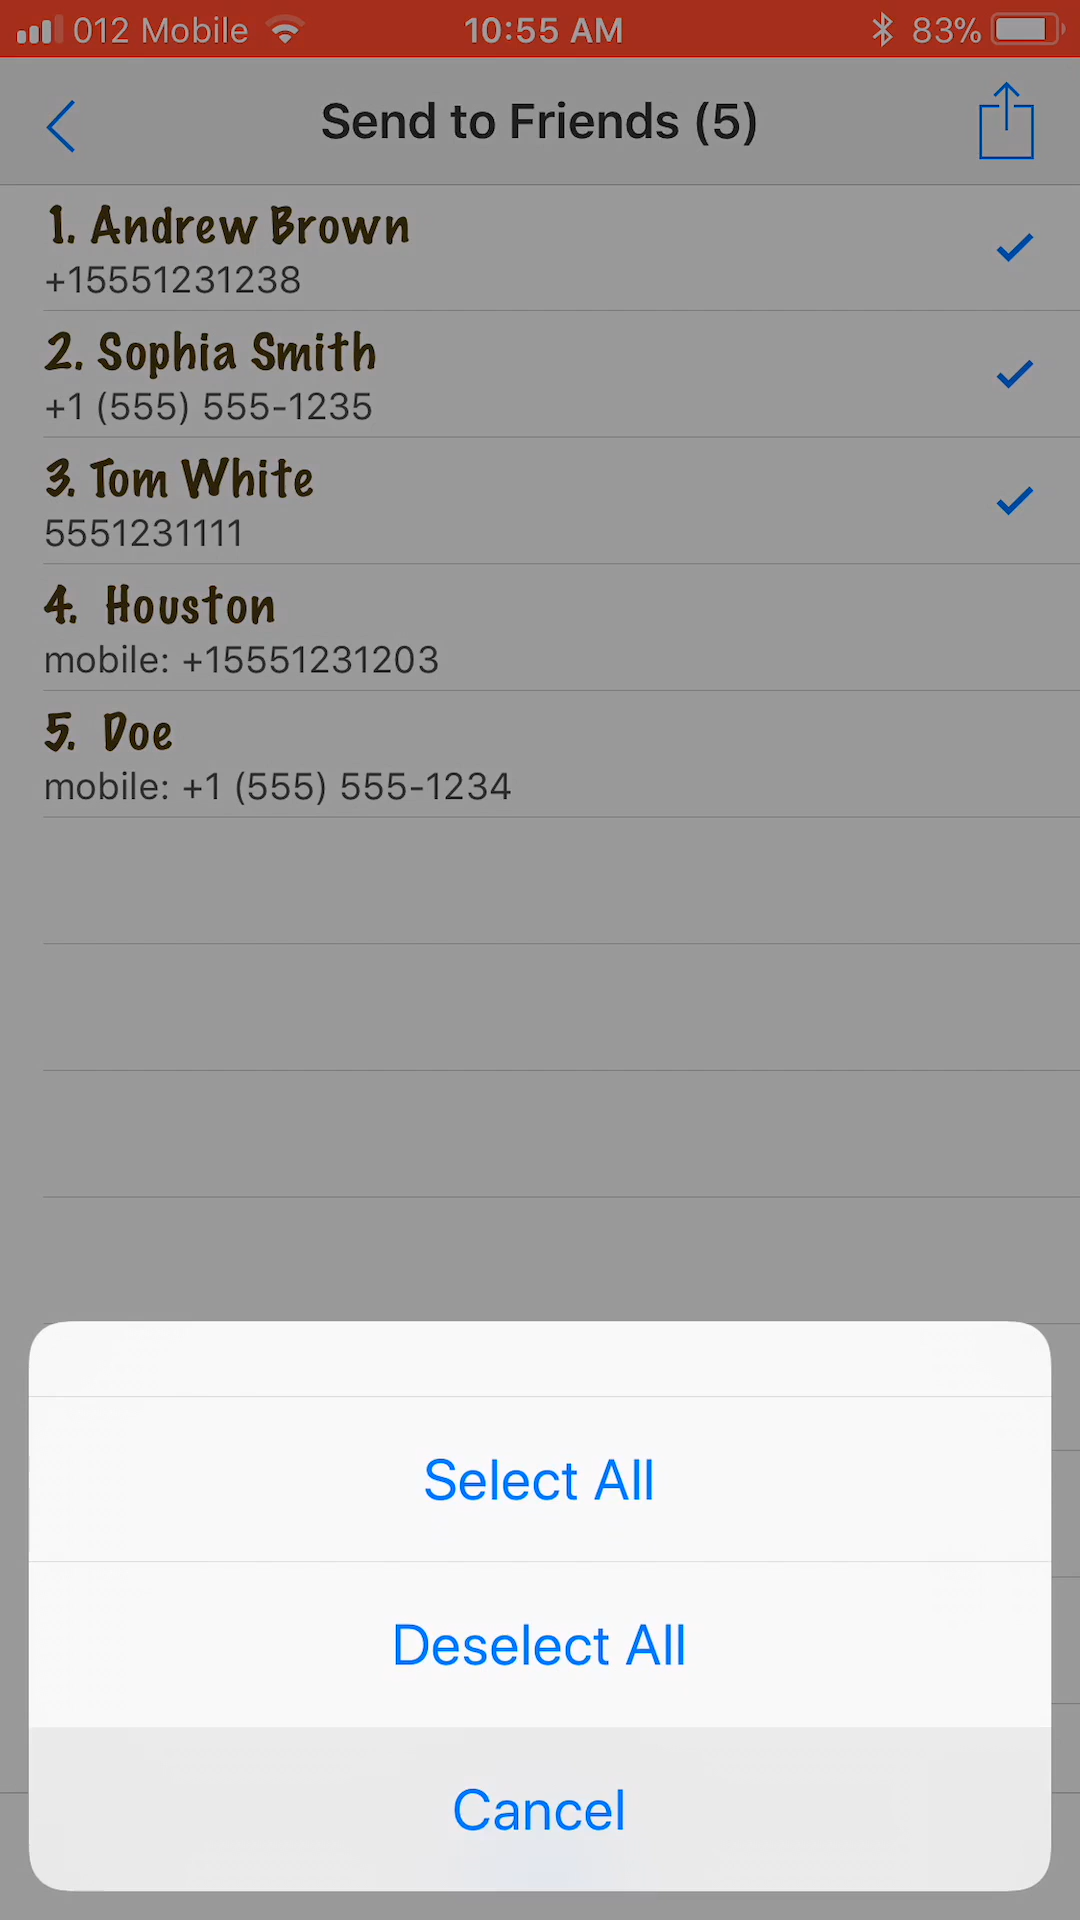 012 Mobile 10:55 AM 83%
Send to Friends (5)
1. Andrew Brown
+15551231238
2. Sophia Smith
+1 (555) 555-1235
3. Tom White
5551231111
4. Houston
mobile: +15551231203
5. Doe
mobile: +1 (555) 555-1234
Select All
Deselect All
Cancel